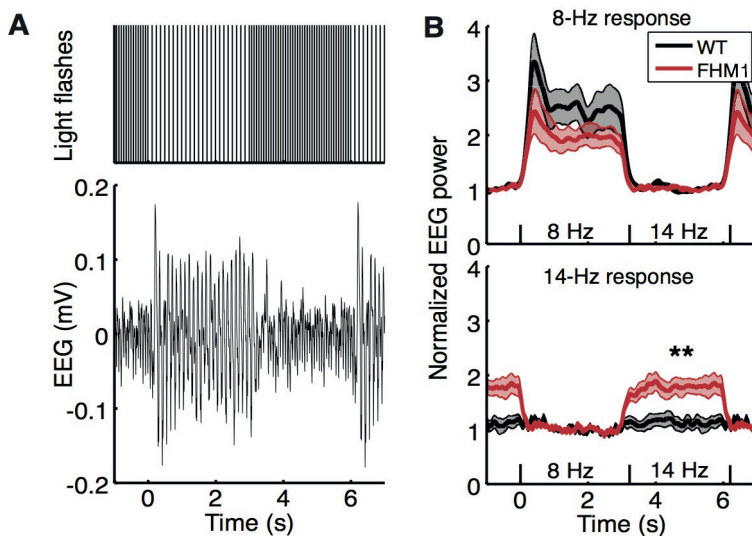 A
Light flashes
EEG (mV)
0.2
0.1
0
-0.1
-0.2
0 2 4 6
Time (s)
B
8-Hz response
WT
FHM1
Normalized EEG power
4
3
2
1
0
8 Hz 14 Hz
14-Hz response
**
4
3
2
1
0
8 Hz 14 Hz
0 2 4 6
Time (s)